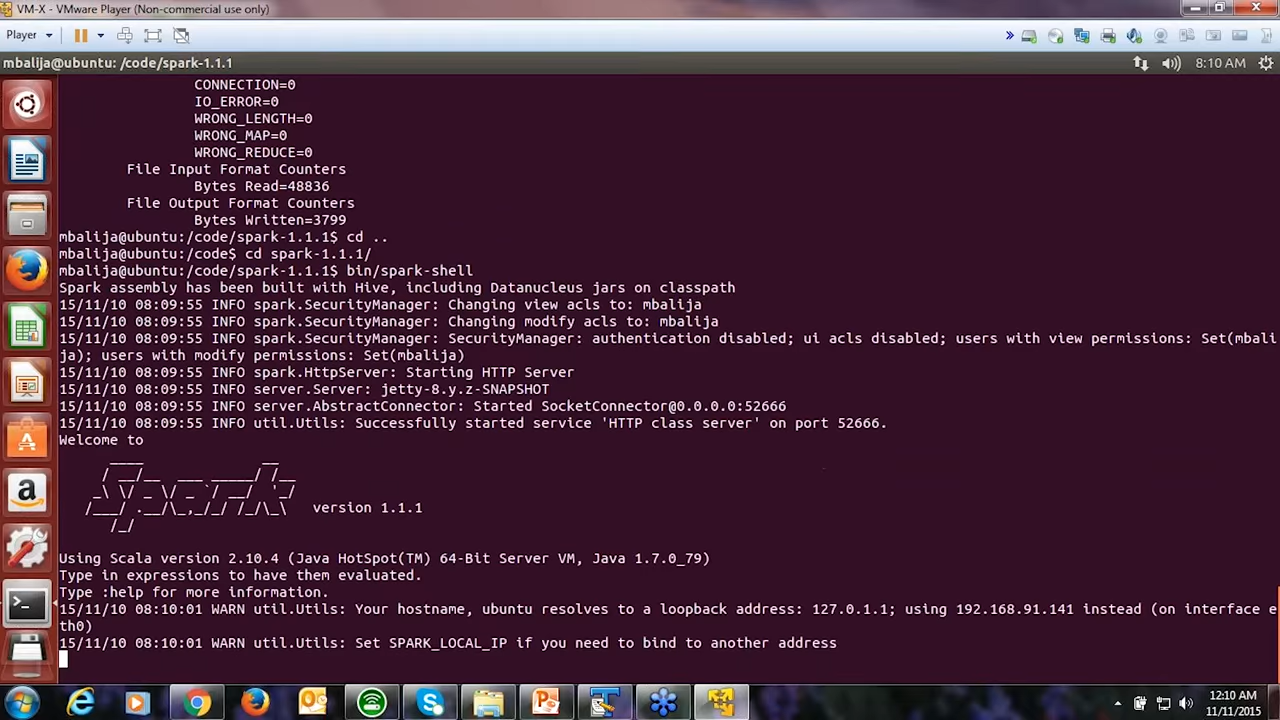 VM-X - VMware Player (Non-commercial use only)
Player
mbalija@ubuntu: /code/spark-1.1.1
8:10 AM
CONNECTION=0
IO_ERROR=0
WRONG_LENGTH=0
WRONG_MAP=0
WRONG_REDUCE=0
File Input Format Counters
Bytes Read=48836
File Output Format Counters
Bytes Written=3799
mbalija@ubuntu:/code/spark-1.1.1$ cd ..
mbalija@ubuntu:/code$ cd spark-1.1.1/
mbalija@ubuntu:/code/spark-1.1.1$ bin/spark-shell
Spark assembly has been built with Hive, including Datanucleus jars on classpath
15/11/10 08:09:55 INFO spark.SecurityManager: Changing view acls to: mbalija
15/11/10 08:09:55 INFO spark.SecurityManager: Changing modify acls to: mbalija
15/11/10 08:09:55 INFO spark.SecurityManager: SecurityManager: authentication disabled; ui acls disabled; users with view permissions: Set(mbali
ja); users with modify permissions: Set(mbalija)
15/11/10 08:09:55 INFO spark.HttpServer: Starting HTTP Server
15/11/10 08:09:55 INFO server.Server: jetty-8.y.z-SNAPSHOT
15/11/10 08:09:55 INFO server.AbstractConnector: Started SocketConnector@0.0.0.0:52666
15/11/10 08:09:55 INFO util.Utils: Successfully started service 'HTTP class server' on port 52666.
Welcome to
Spark version 1.1.1
Using Scala version 2.10.4 (Java HotSpot(TM) 64-Bit Server VM, Java 1.7.0_79)
Type in expressions to have them evaluated.
Type :help for more information.
15/11/10 08:10:01 WARN util.Utils: Your hostname, ubuntu resolves to a loopback address: 127.0.1.1; using 192.168.91.141 instead (on interface e
th0)
15/11/10 08:10:01 WARN util.Utils: Set SPARK_LOCAL_IP if you need to bind to another address
12:10 AM
11/11/2015